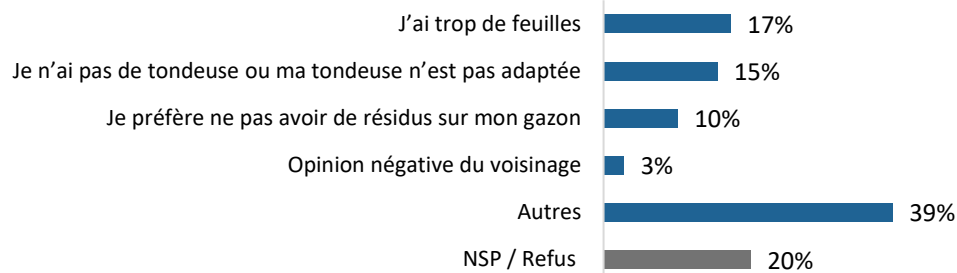 J’ai trop de feuilles 17%
Je n’ai pas de tondeuse ou ma tondeuse n’est pas adaptée 15%
Je préfère ne pas avoir de résidus sur mon gazon 10%
Opinion négative du voisinage 3%
Autres 39%
NSP / Refus 20%